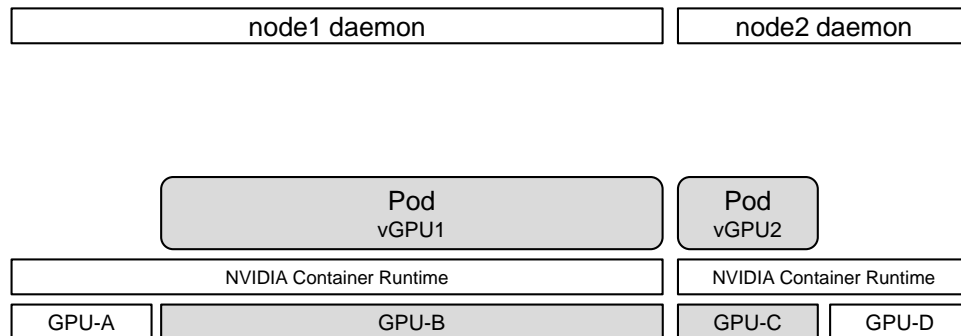 node1 daemon
node2 daemon
Pod
vGPU1
Pod
vGPU2
NVIDIA Container Runtime
NVIDIA Container Runtime
GPU-A
GPU-B
GPU-C
GPU-D